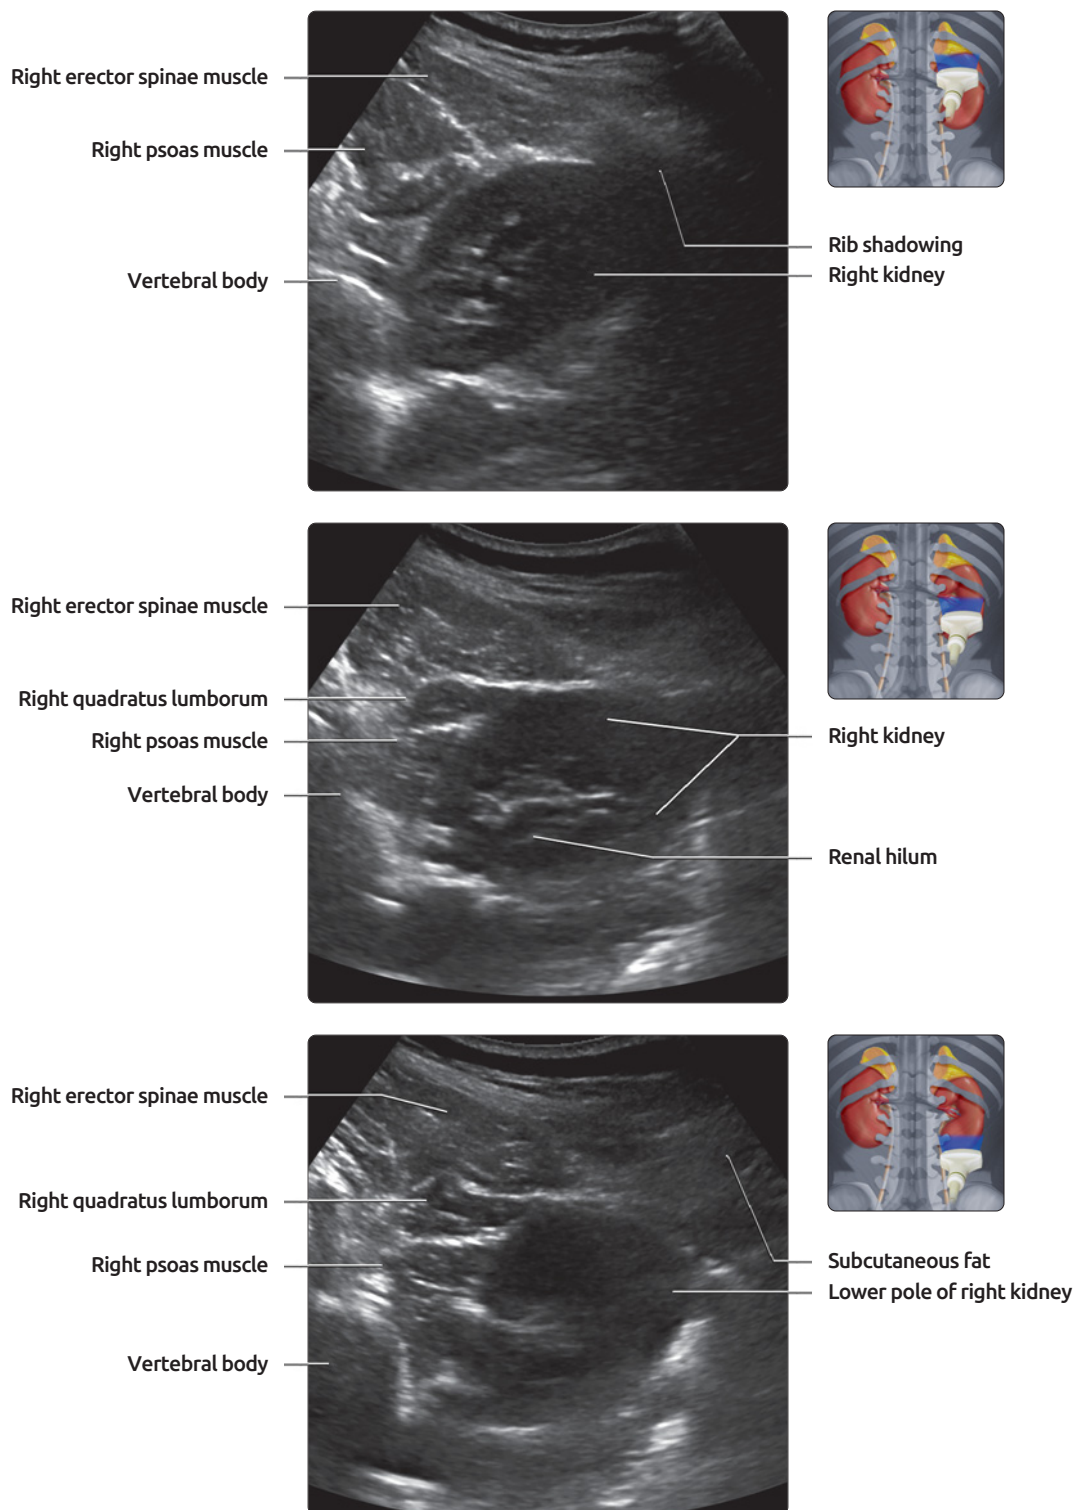 Right erector spinae muscle
Right psoas muscle
Vertebral body
Rib shadowing
Right kidney
Right erector spinae muscle
Right quadratus lumborum
Right psoas muscle
Vertebral body
Right kidney
Renal hilum
Right erector spinae muscle
Right quadratus lumborum
Right psoas muscle
Vertebral body
Subcutaneous fat
Lower pole of right kidney